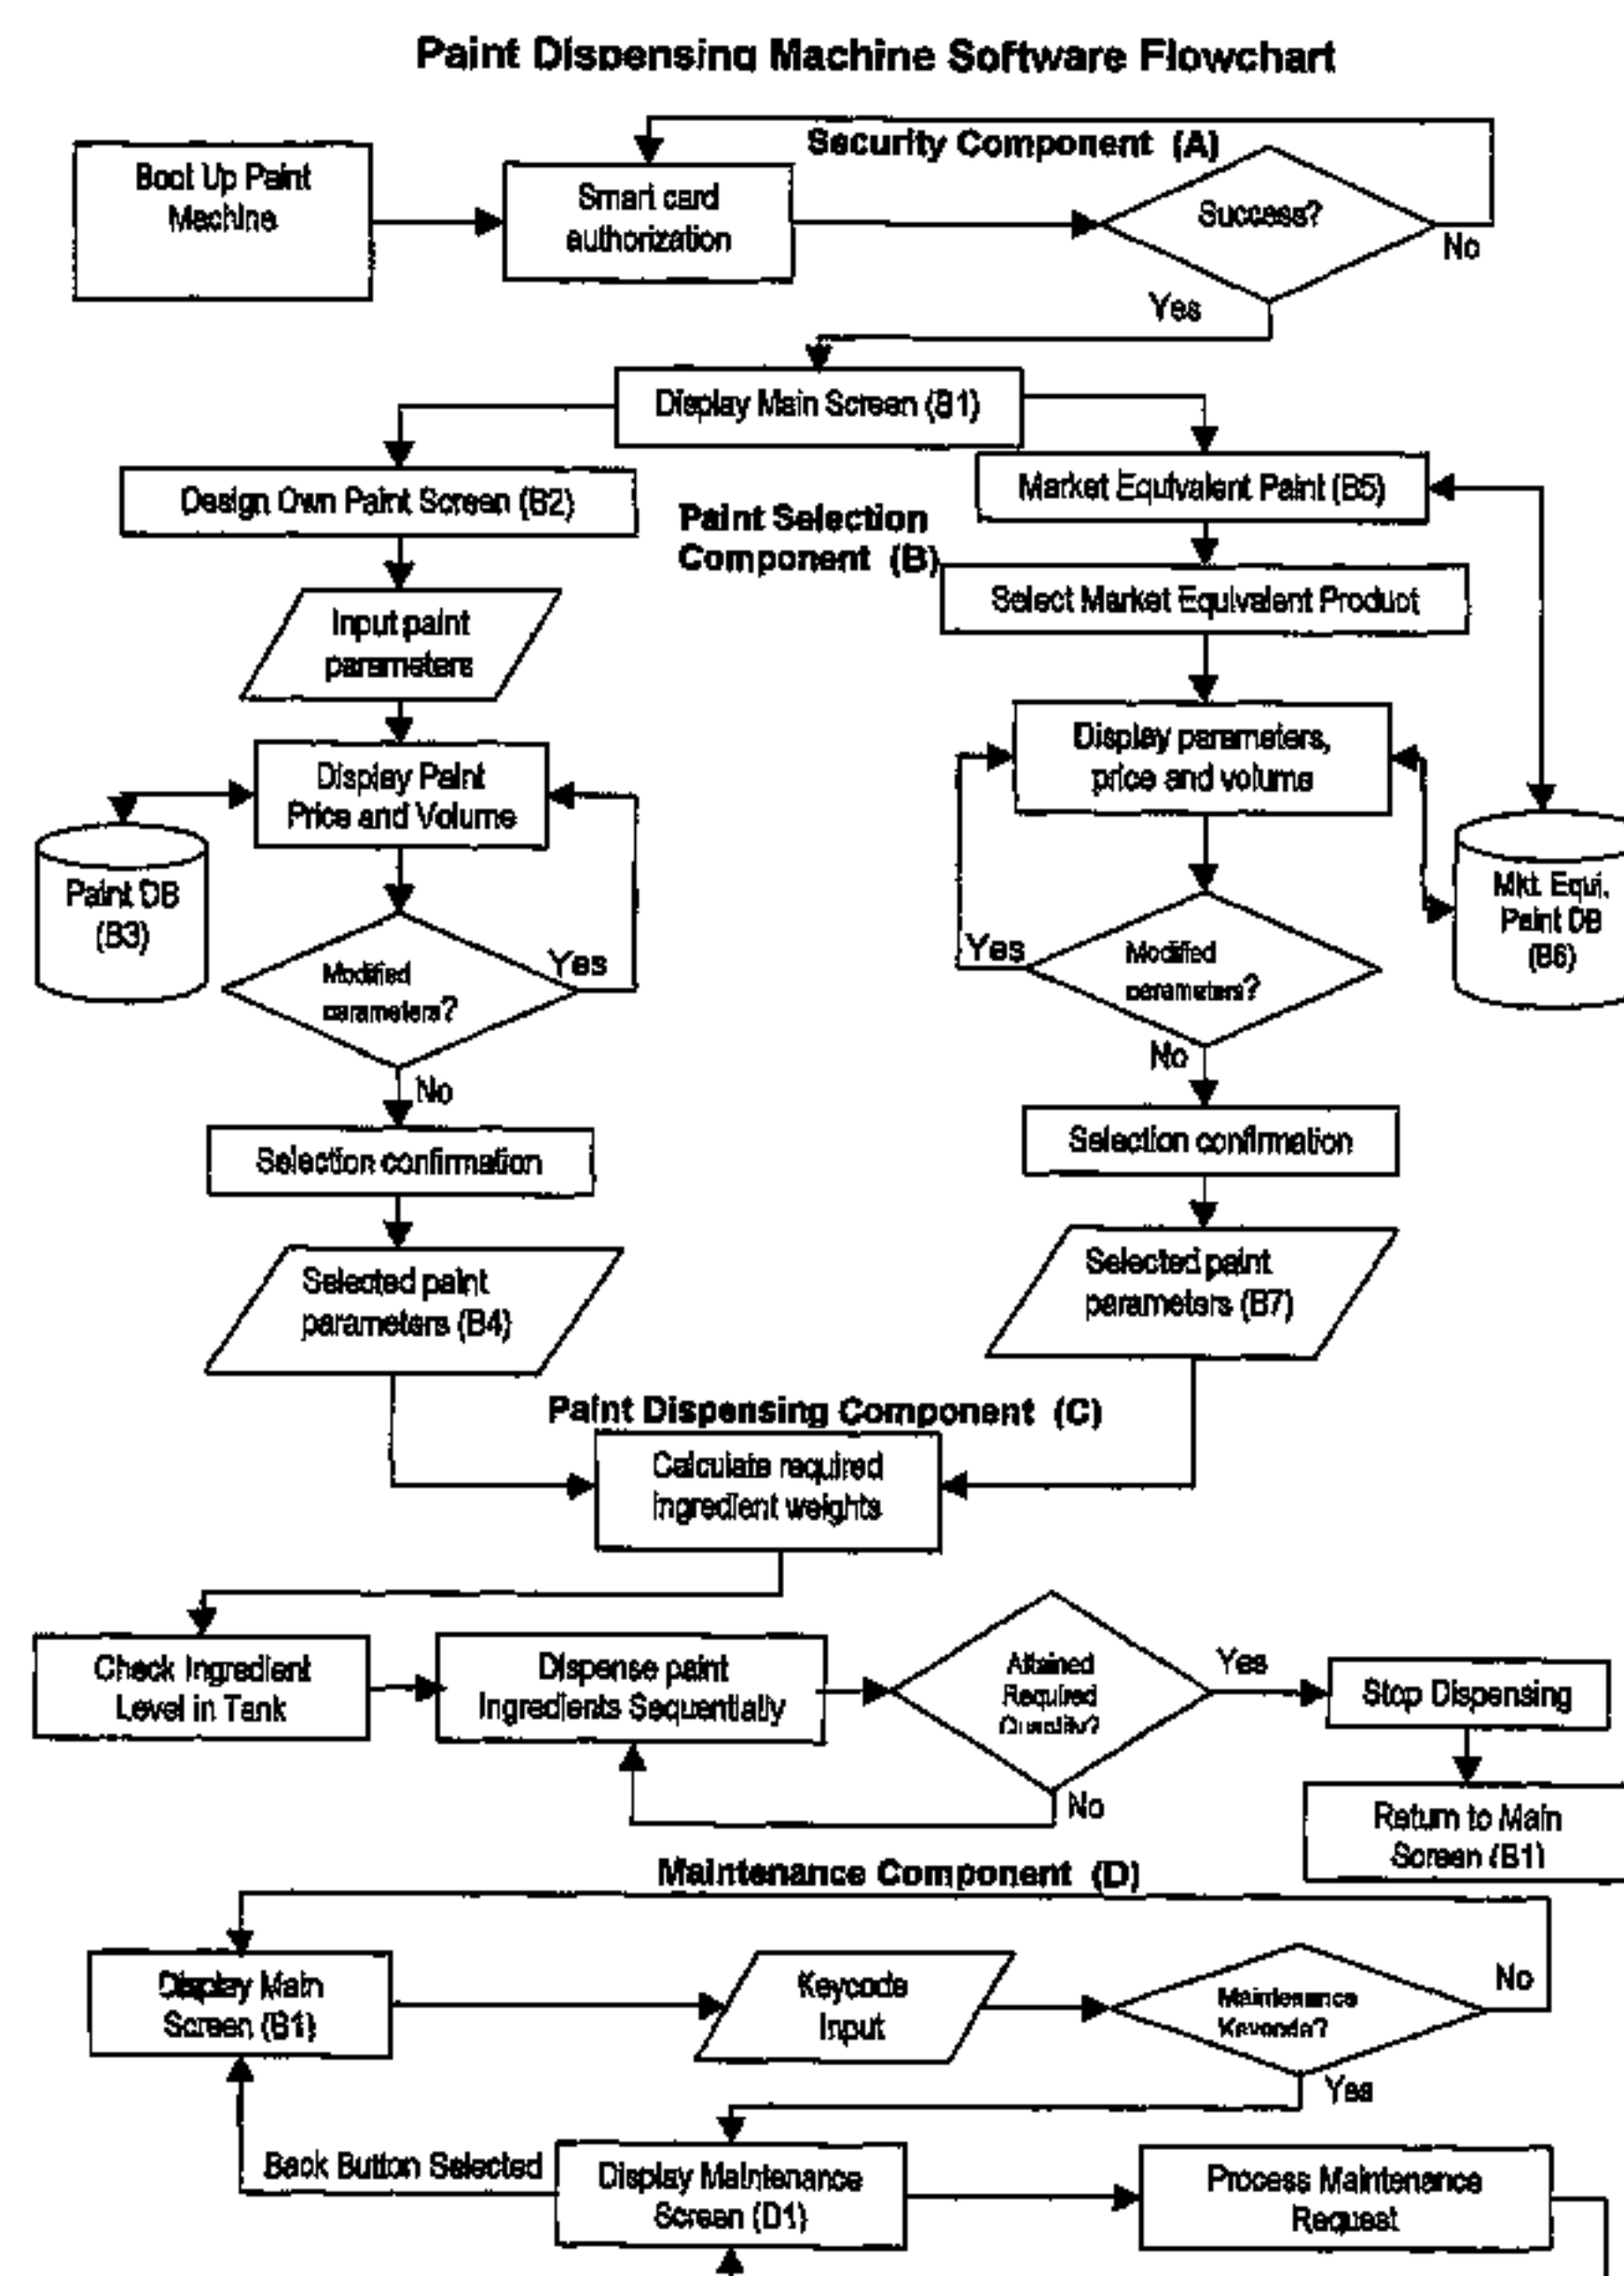 Paint Dispensing Machine Software Flowchart
Security Component (A)
Boot Up Paint
Machine
Smart card
authorization
Success?
No
Yes
Display Main Screen (B1)
Design Own Paint Screen (B2)
Market Equivalent Paint (B5)
Paint Selection
Component (B)
Select Market Equivalent Product
Input paint
parameters
Display Paint
Price and Volume
Display parameters,
price and volume
Paint DB
(B3)
Mkt. Equi.
Paint DB
(B6)
Modified
parameters?
Yes
Yes
Modified
parameters?
No
No
Selection confirmation
Selection confirmation
Selected paint
parameters (B4)
Selected paint
parameters (B7)
Paint Dispensing Component (C)
Calculate required
ingredient weights
Check Ingredient
Level in Tank
Dispense paint
Ingredients Sequentially
Attained
Required
Quantity?
Yes
Stop Dispensing
No
Return to Main
Screen (B1)
Maintenance Component (D)
Display Main
Screen (B1)
Keycode
Input
Maintenance
Keycode?
No
Yes
Back Button Selected
Display Maintenance
Screen (D1)
Process Maintenance
Request